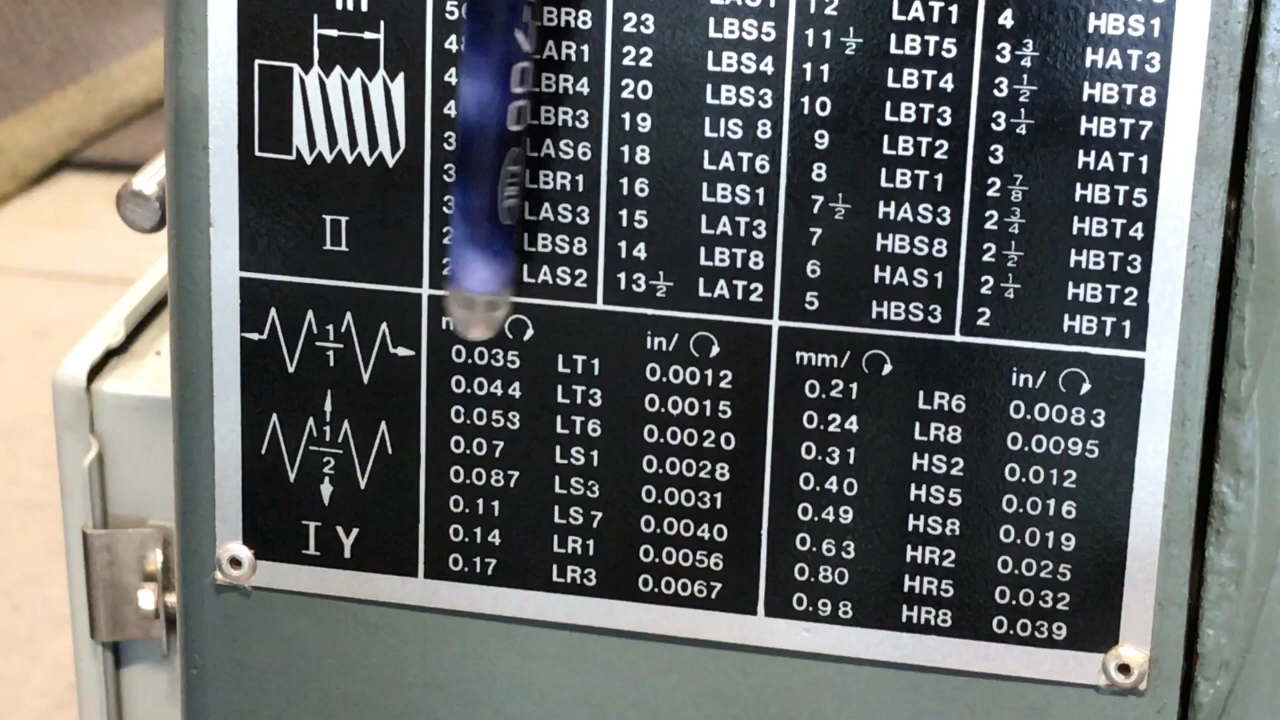 LBR8 23 LBS5 12 LAT1 4 HBS1
LAR1 22 LBS4 11 1/2 LBT5 3 3/4 HAT3
LBR4 20 LBS3 11 LBT4 3 1/2 HBT8
LBR3 19 LIS 8 10 LBT3 3 1/4 HBT7
LAS6 18 LAT6 9 LBT2 3 HAT1
LBR1 16 LBS1 8 LBT1 2 7/8 HBT5
LAS3 15 LAT3 7 1/2 HAS3 2 3/4 HBT4
LBS8 14 LBT8 7 HBS8 2 1/2 HBT3
LAS2 13 1/2 LAT2 6 HAS1 2 1/4 HBT2
5 HBS3 2 HBT1
II
1/1
1/2
I Y
in/
0.035 LT1 0.0012
0.044 LT3 0.0015
0.053 LT6 0.0020
0.07 LS1 0.0028
0.087 LS3 0.0031
0.11 LS7 0.0040
0.14 LR1 0.0056
0.17 LR3 0.0067
mm/ in/
0.21 LR6 0.0083
0.24 LR8 0.0095
0.31 HS2 0.012
0.40 HS5 0.016
0.49 HS8 0.019
0.63 HR2 0.025
0.80 HR5 0.032
0.98 HR8 0.039